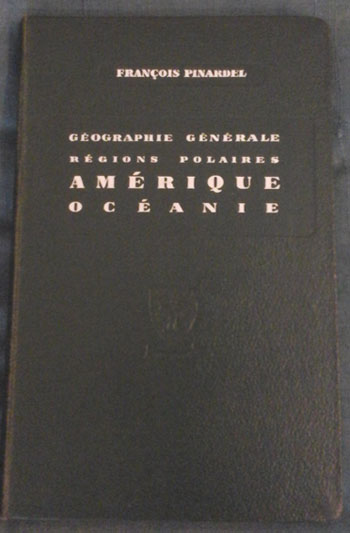 FRANÇOIS PINARDEL
GÉOGRAPHIE GÉNÉRALE
RÉGIONS POLAIRES
AMÉRIQUE
OCÉANIE